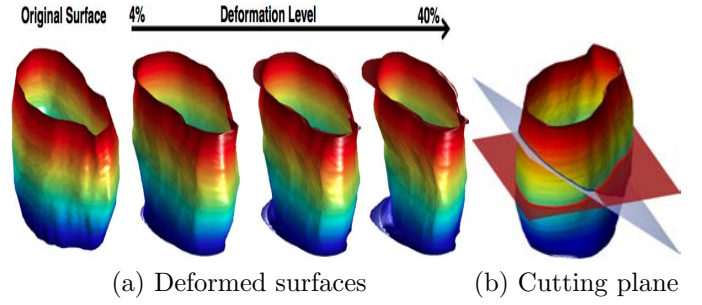 Original Surface 4% Deformation Level 40%
(a) Deformed surfaces (b) Cutting plane